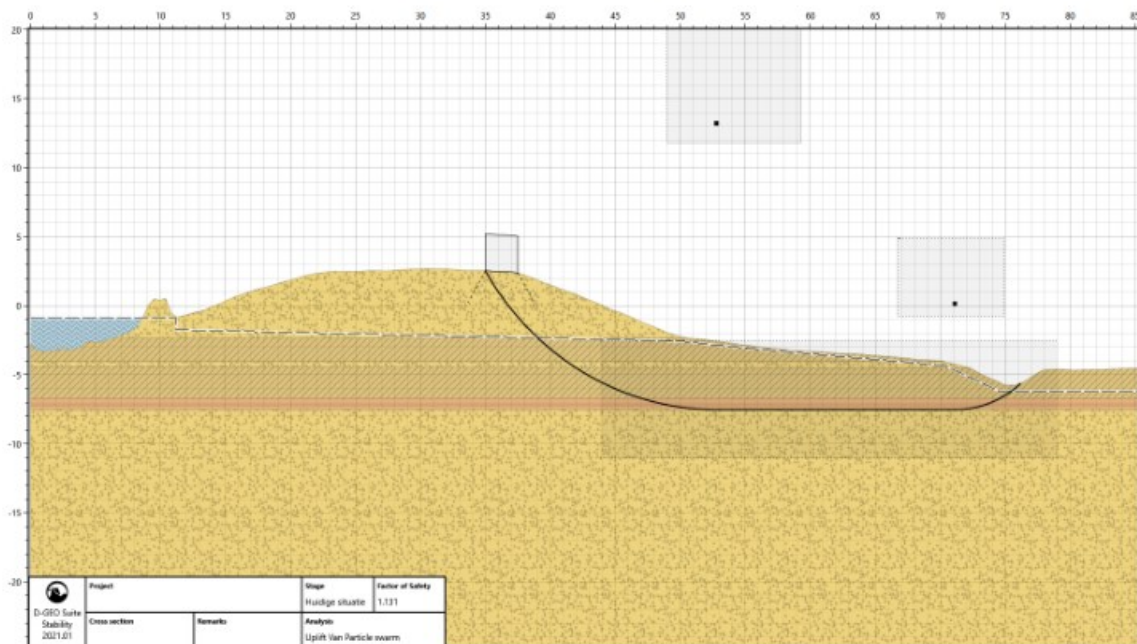 0 5 10 15 20 25 30 35 40 45 50 55 60 65 70 75 80 85
20
15
10
5
0
-5
-10
-15
-20
D-GEO Suite
Stability
2021.01
Project
Stage
Huidige situatie
Factor of Safety
1.131
Cross section
Remarks
Analysis
Uplift Van Particle swarm